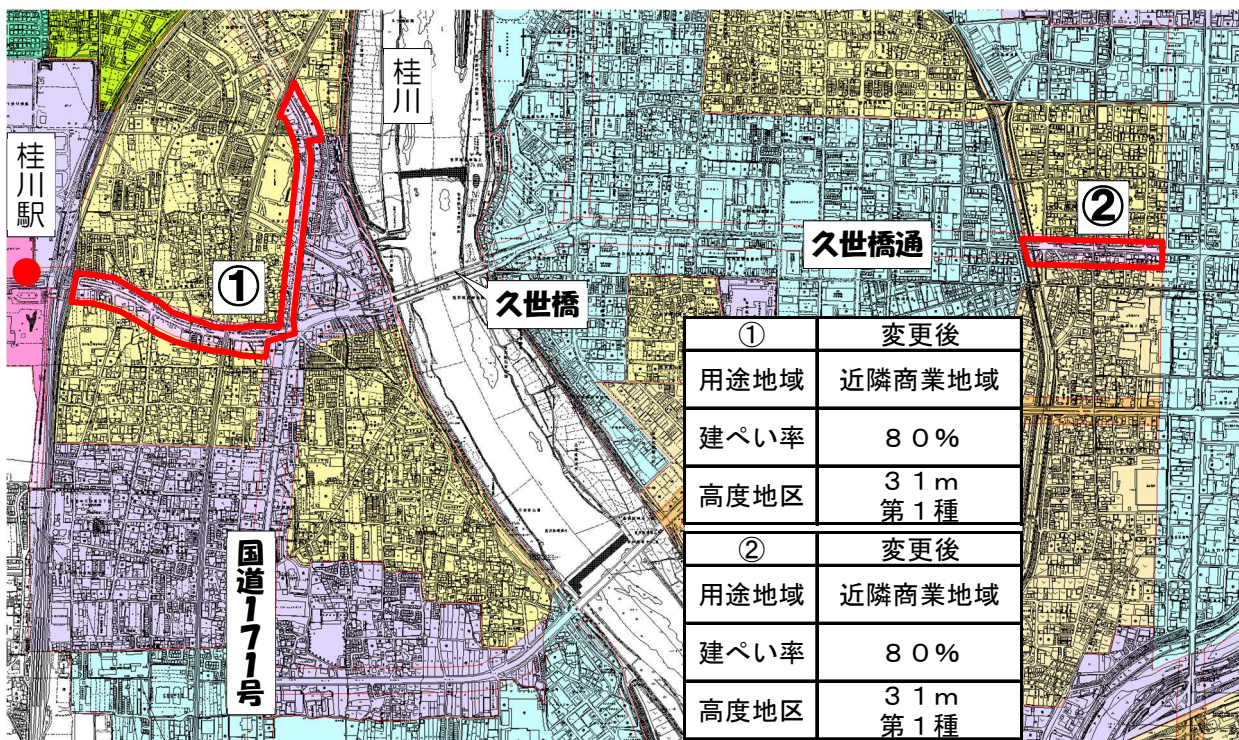 桂川
桂川駅
①
②
久世橋通
久世橋
国道171号
① 変更後
用途地域 近隣商業地域
建ぺい率 80%
高度地区 31m
第1種
② 変更後
用途地域 近隣商業地域
建ぺい率 80%
高度地区 31m
第1種